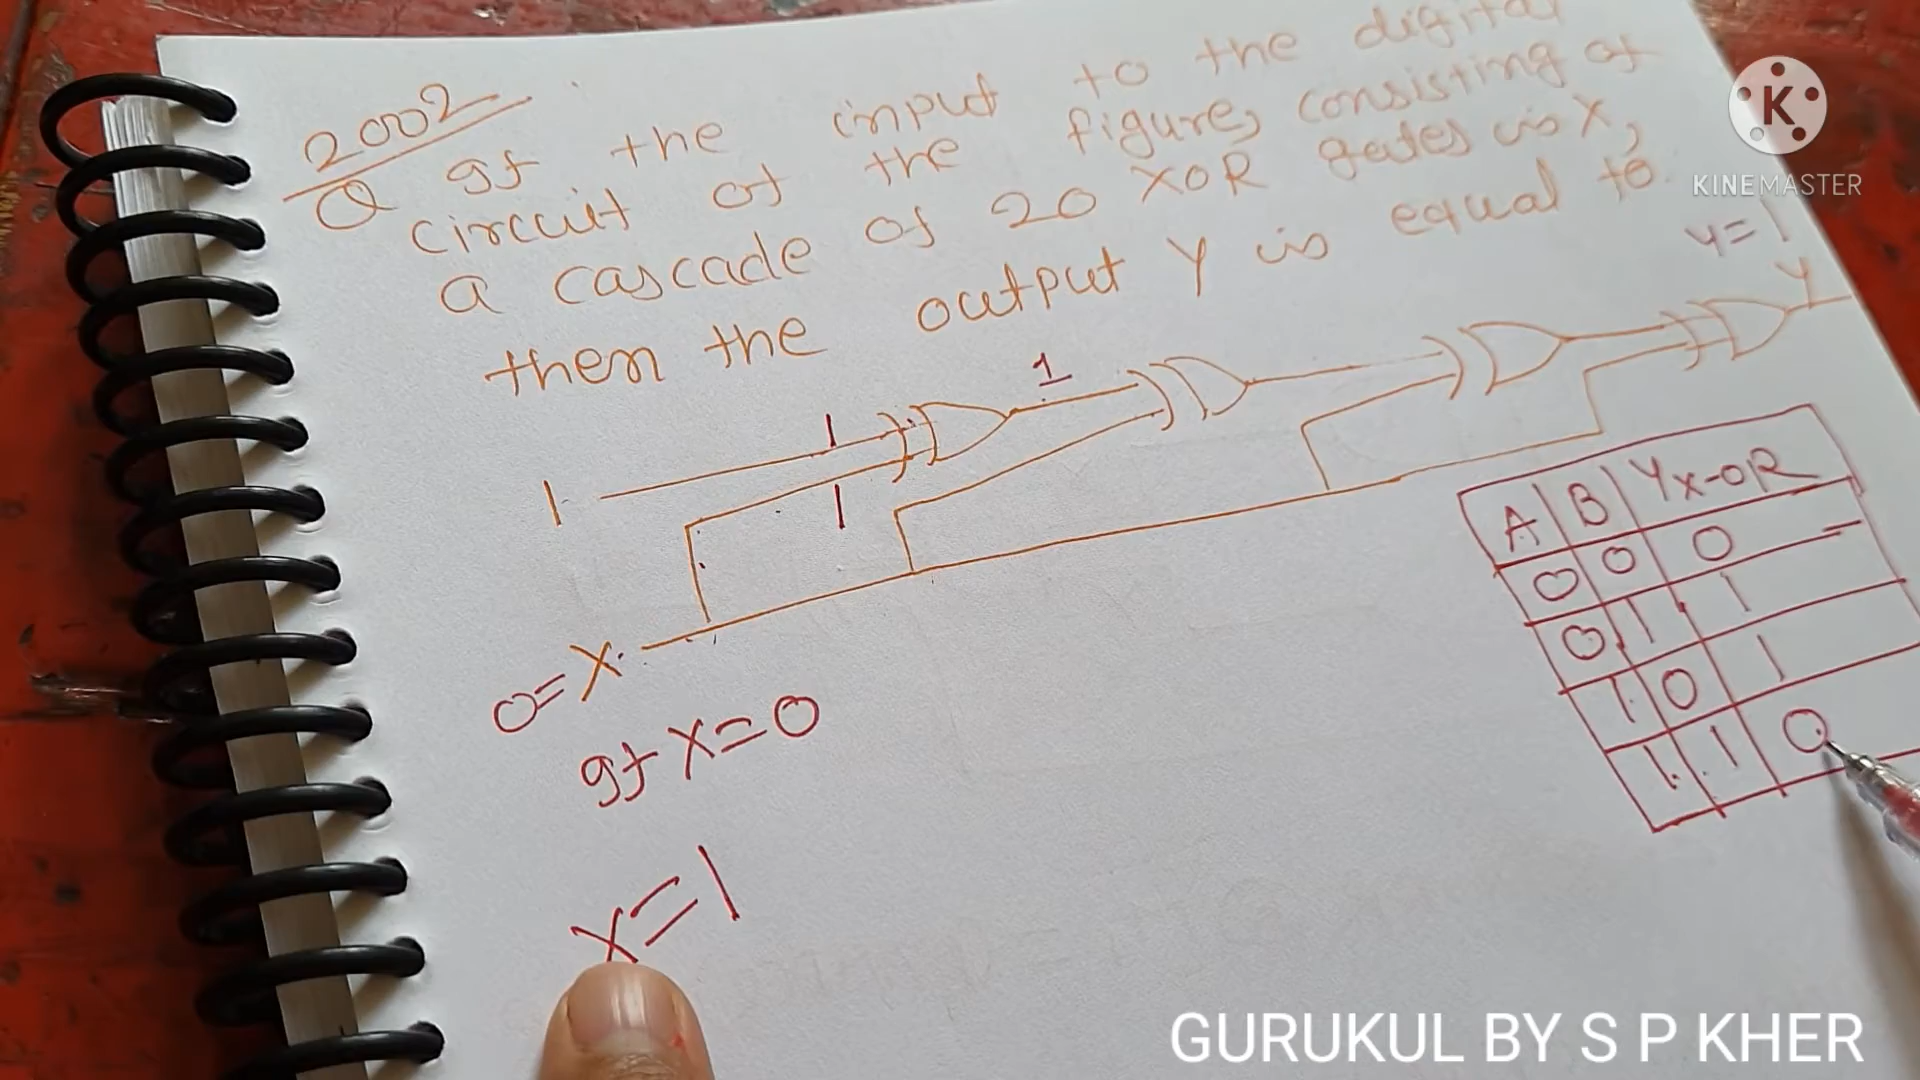 2002
Q If the input to the digital
circuit of the figure, consisting of
a cascade of 20 XOR gates is X,
then the output Y is equal to
K
KINEMASTER
Y=1
Y
1
1
1
1
0=X
If X=0
X=1
A B Y X-OR
0 0 0
0 1 1
1 0 1
1 1 0
GURUKUL BY S P KHER